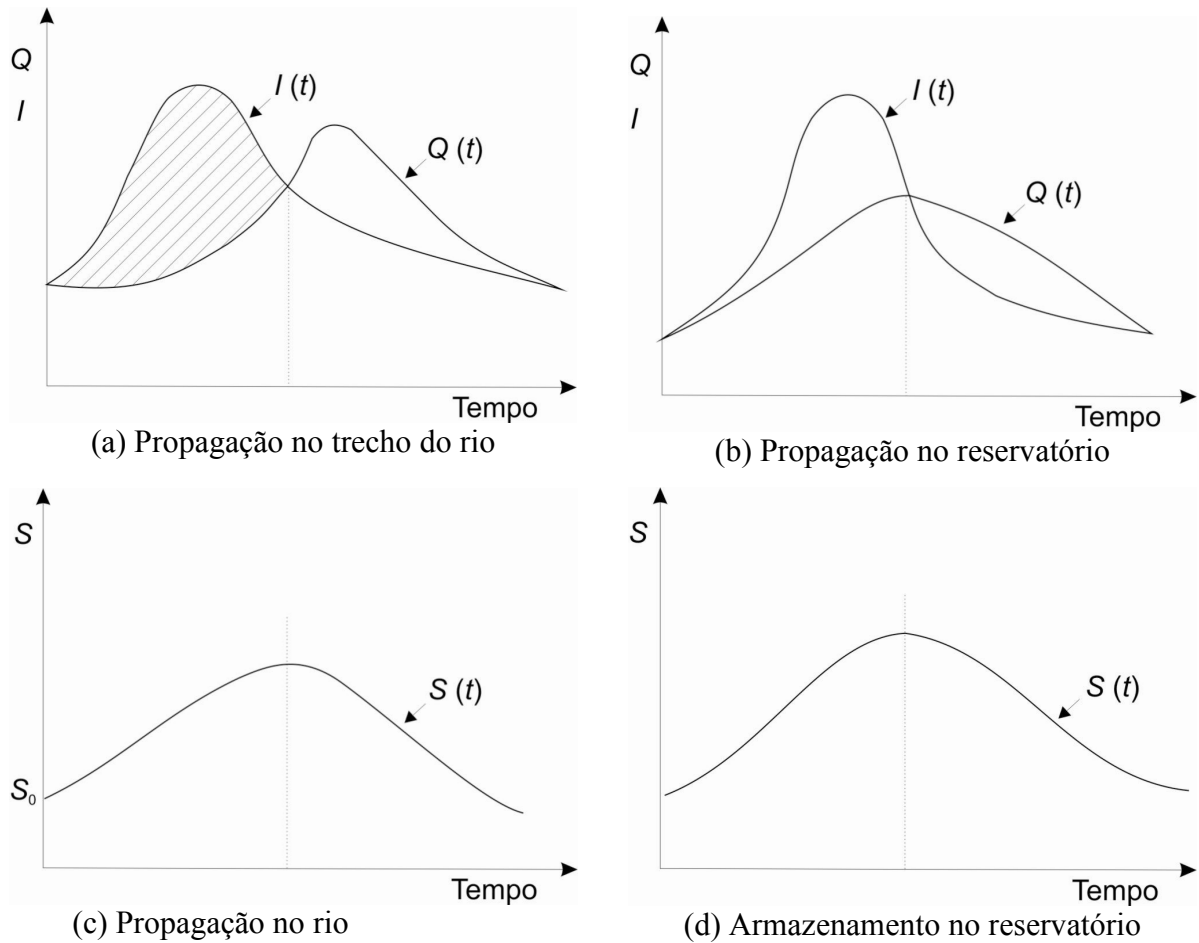 Q
I
I (t)
Q (t)
Tempo
(a) Propagação no trecho do rio
Q
I
I (t)
Q (t)
Tempo
(b) Propagação no reservatório
S
S (t)
S₀
Tempo
(c) Propagação no rio
S
S (t)
Tempo
(d) Armazenamento no reservatório